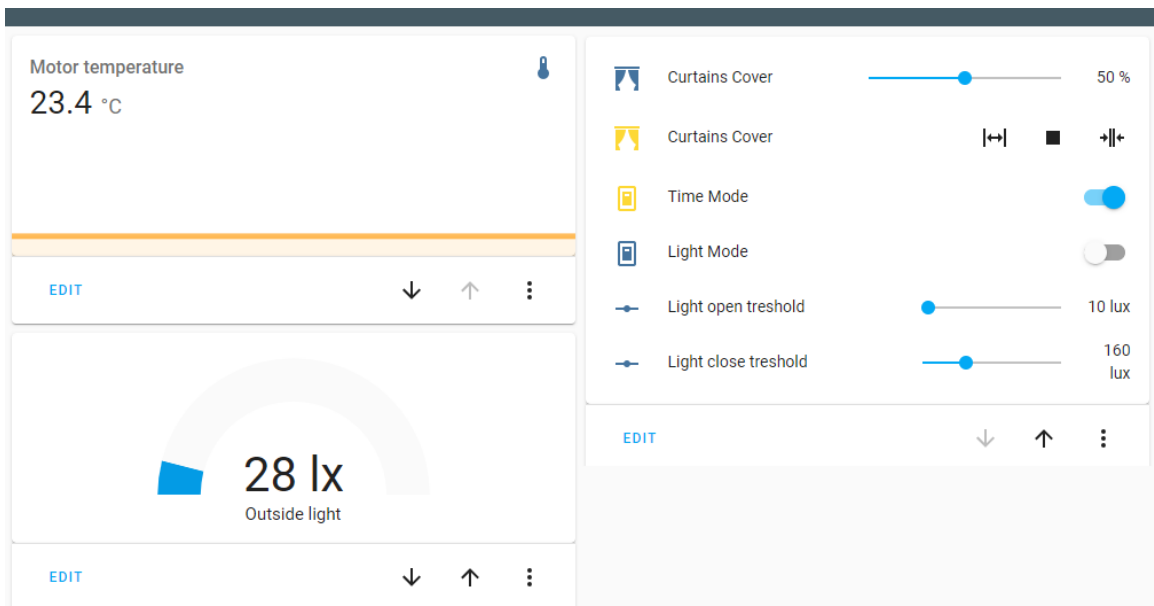 Motor temperature
23.4 °C
EDIT
28 lx
Outside light
EDIT
Curtains Cover 50 %
Curtains Cover
Time Mode
Light Mode
Light open treshold 10 lux
Light close treshold 160
lux
EDIT